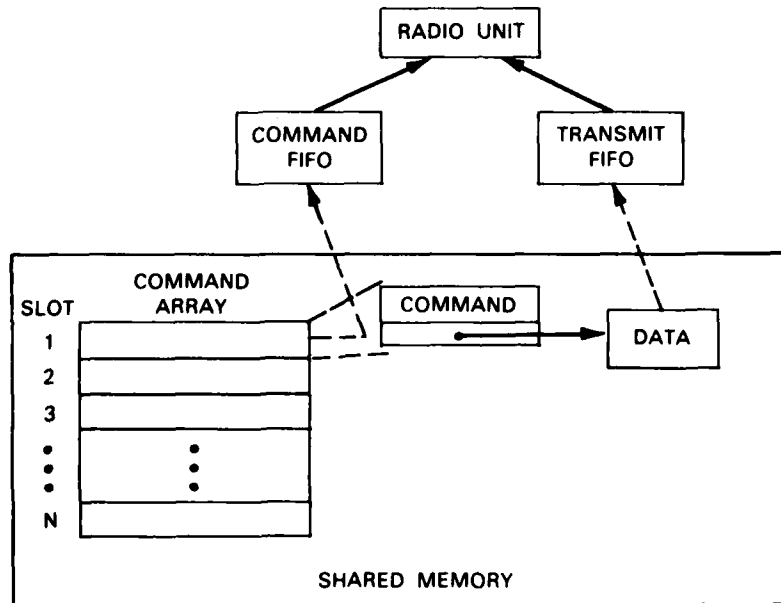 RADIO UNIT
COMMAND
FIFO
TRANSMIT
FIFO
COMMAND
ARRAY
SLOT
COMMAND
1
DATA
2
3
N
SHARED MEMORY